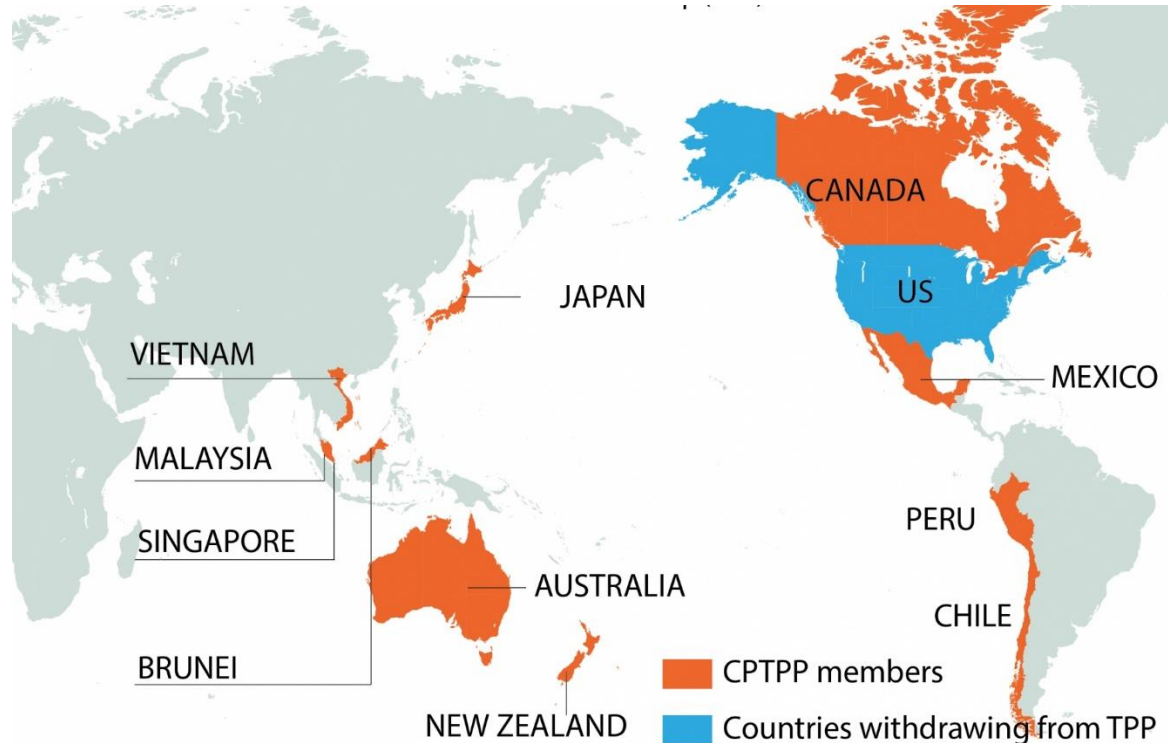 CANADA
US
JAPAN
VIETNAM
MEXICO
MALAYSIA
PERU
SINGAPORE
AUSTRALIA
CHILE
BRUNEI
CPTPP members
NEW ZEALAND
Countries withdrawing from TPP